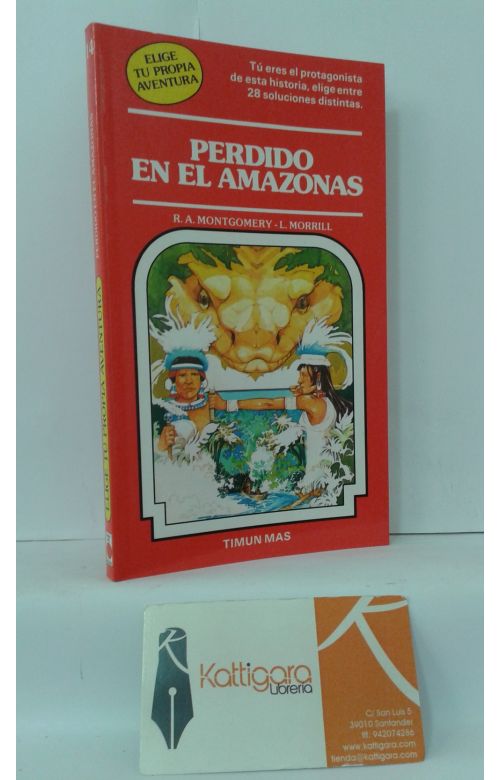 ELIGE
TU PROPIA
AVENTURA
Tú eres el protagonista
de esta historia, elige entre
28 soluciones distintas.
PERDIDO
EN EL AMAZONAS
R. A. MONTGOMERY - L. MORRILL
TIMUN MAS
ELIGE TU PROPIA AVENTURA
Kattigara
Librería
C/ San Luis 5
39010 Santander
tlf: 942074286
www.kattigara.com
tienda@kattigara.com